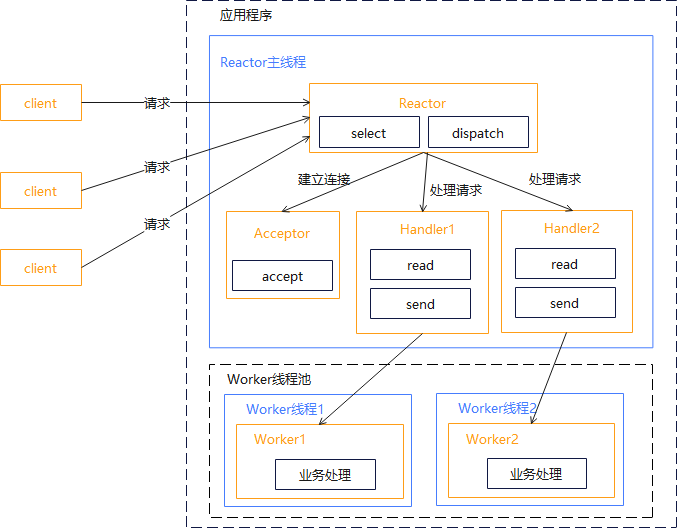 应用程序
Reactor主线程
client
请求
Reactor
select
dispatch
client
请求
建立连接
处理请求
处理请求
client
请求
Acceptor
accept
Handler1
read
send
Handler2
read
send
Worker线程池
Worker线程1
Worker1
业务处理
Worker线程2
Worker2
业务处理